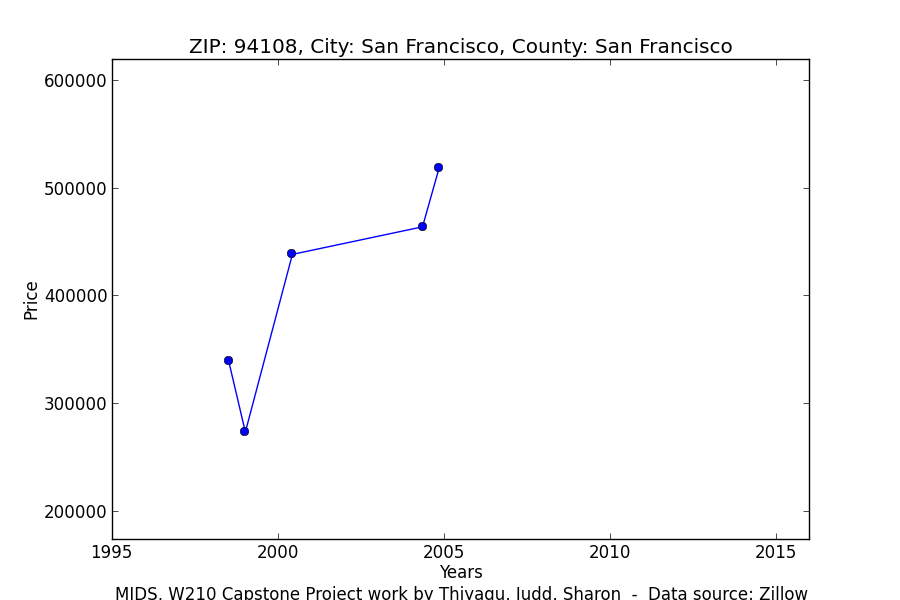 ZIP: 94108, City: San Francisco, County: San Francisco
600000
500000
400000
300000
200000
Price
1995 2000 2005 2010 2015
Years
MIDS, W210 Capstone Project work by Thiyagu, Judd, Sharon - Data source: Zillow